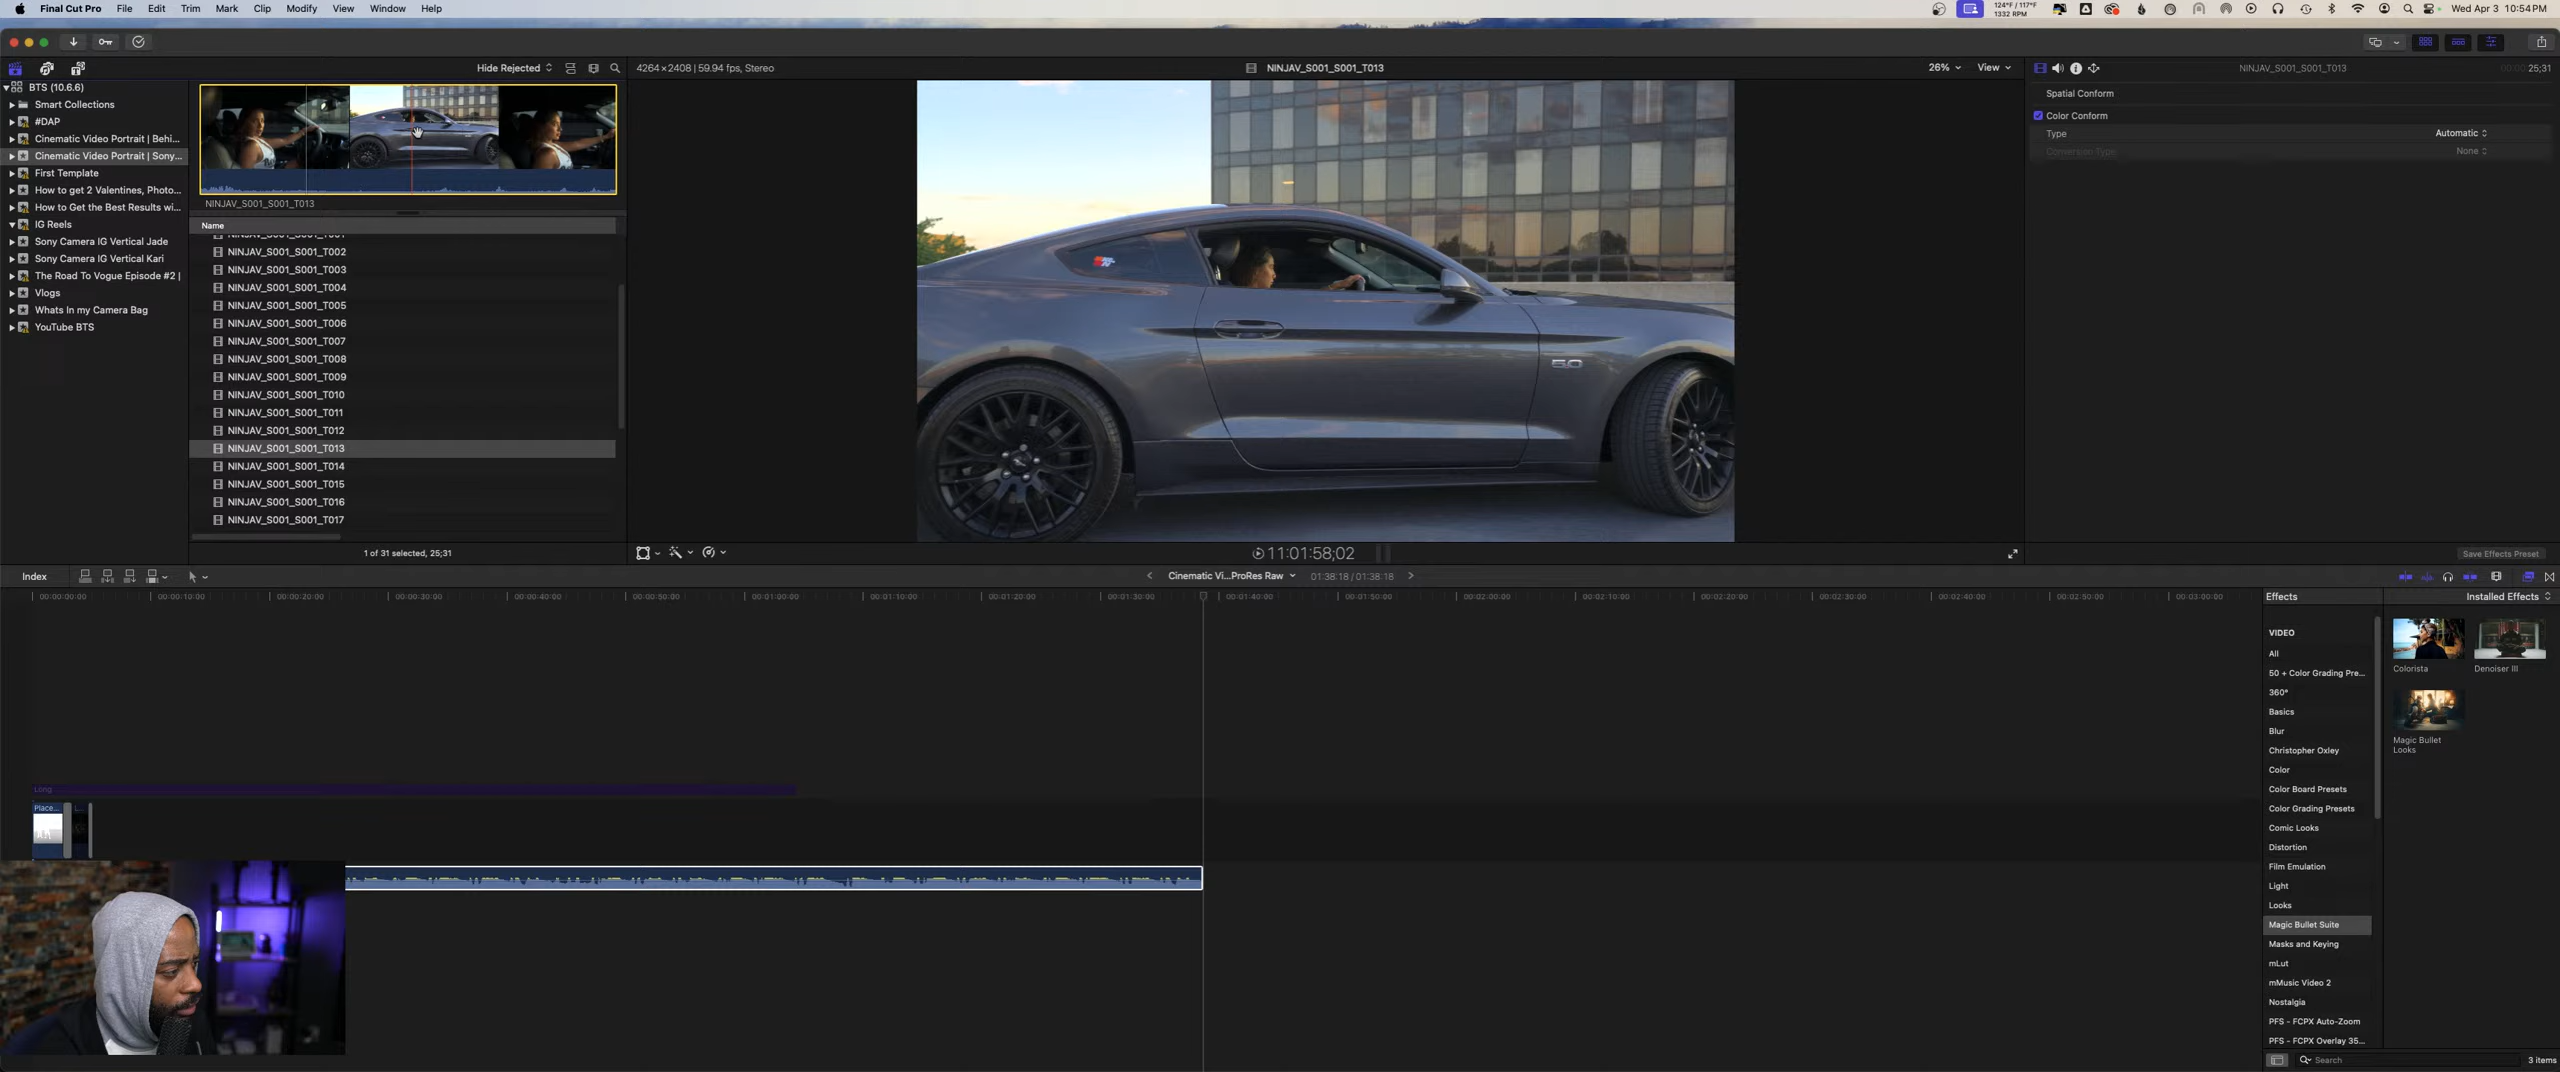 Final Cut Pro File Edit Trim Mark Clip Modify View Window Help
124°F / 117°F
1332 RPM
Wed Apr 3 10:54 PM
Hide Rejected
4264 × 2408 | 59.94 fps, Stereo
NINJAV_S001_S001_T013
26% View
NINJAV_S001_S001_T013
25;31
BTS (10.6.6)
Smart Collections
#DAP
Cinematic Video Portrait | Behi...
Cinematic Video Portrait | Sony...
First Template
How to get 2 Valentines, Photo...
How to Get the Best Results wi...
IG Reels
Sony Camera IG Vertical Jade
Sony Camera IG Vertical Kari
The Road To Vogue Episode #2 |
Vlogs
Whats In my Camera Bag
YouTube BTS
NINJAV_S001_S001_T013
Name
NINJAV_S001_S001_T002
NINJAV_S001_S001_T003
NINJAV_S001_S001_T004
NINJAV_S001_S001_T005
NINJAV_S001_S001_T006
NINJAV_S001_S001_T007
NINJAV_S001_S001_T008
NINJAV_S001_S001_T009
NINJAV_S001_S001_T010
NINJAV_S001_S001_T011
NINJAV_S001_S001_T012
NINJAV_S001_S001_T013
NINJAV_S001_S001_T014
NINJAV_S001_S001_T015
NINJAV_S001_S001_T016
NINJAV_S001_S001_T017
1 of 31 selected, 25;31
5.0
11:01:58;02
Spatial Conform
Color Conform
Type Automatic
Conversion Type None
Save Effects Preset
Index
Cinematic Vi...ProRes Raw 01:38:18 / 01:38:18
00:00:00:00 00:00:10:00 00:00:20:00 00:00:30:00 00:00:40:00 00:00:50:00 00:01:00:00 00:01:10:00 00:01:20:00 00:01:30:00 00:01:40:00 00:01:50:00 00:02:00:00 00:02:10:00 00:02:20:00 00:02:30:00 00:02:40:00 00:02:50:00 00:03:00:00
Long
Place...
Effects
Installed Effects
VIDEO
All
50 + Color Grading Pre...
360°
Basics
Blur
Christopher Oxley
Color
Color Board Presets
Color Grading Presets
Comic Looks
Distortion
Film Emulation
Light
Looks
Magic Bullet Suite
Masks and Keying
mLut
mMusic Video 2
Nostalgia
PFS - FCPX Auto-Zoom
PFS - FCPX Overlay 35...
Colorista
Denoiser III
Magic Bullet
Looks
Search
3 items